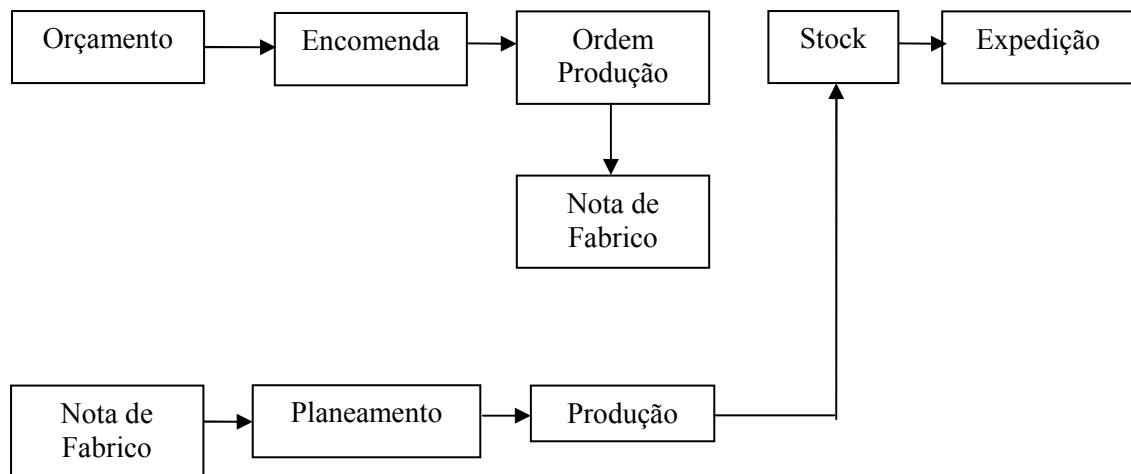 Orçamento
Encomenda
Ordem
Produção
Stock
Expedição
Nota de
Fabrico
Nota de
Fabrico
Planeamento
Produção